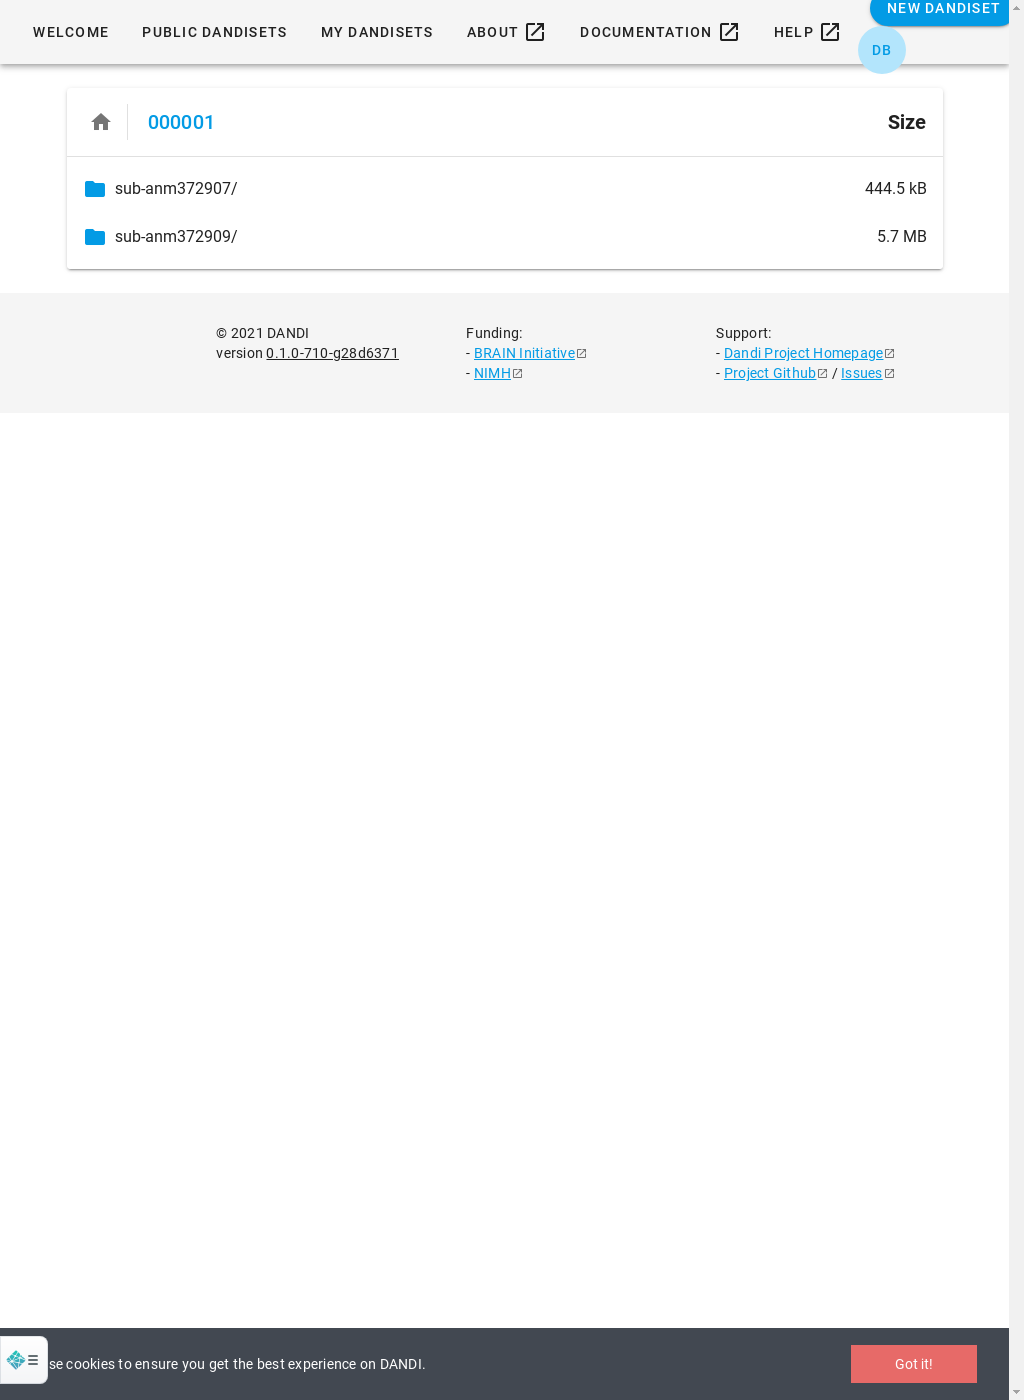 NEW DANDISET
WELCOME PUBLIC DANDISETS MY DANDISETS ABOUT DOCUMENTATION HELP
DB
000001 Size
sub-anm372907/ 444.5 kB
sub-anm372909/ 5.7 MB
© 2021 DANDI
version 0.1.0-710-g28d6371
Funding:
- BRAIN Initiative
- NIMH
Support:
- Dandi Project Homepage
- Project Github / Issues
se cookies to ensure you get the best experience on DANDI.
Got it!